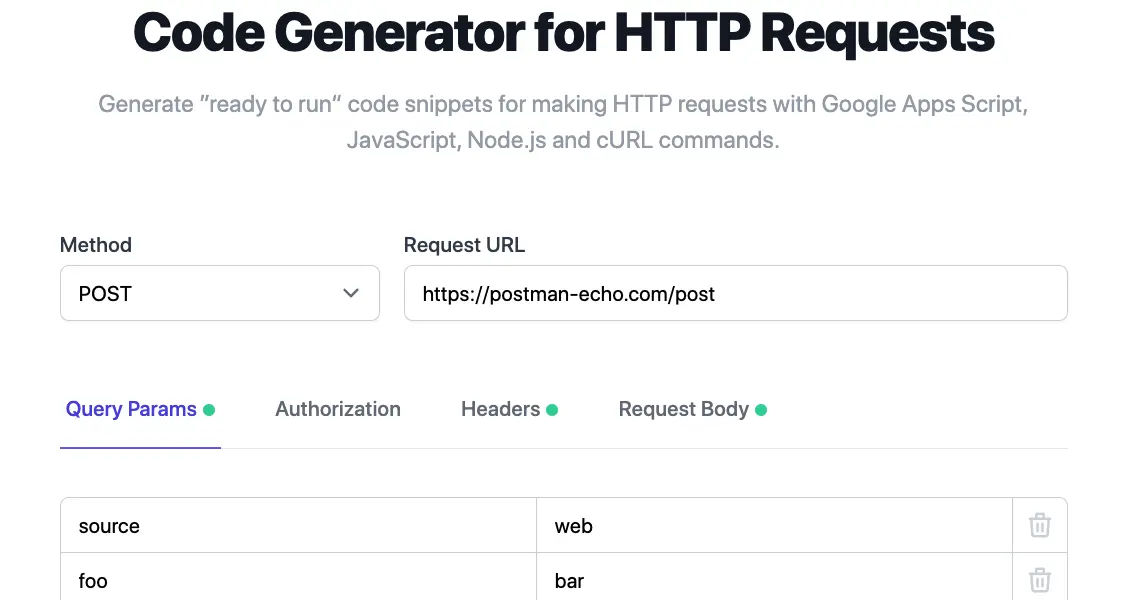 Code Generator for HTTP Requests
Generate ”ready to run“ code snippets for making HTTP requests with Google Apps Script,
JavaScript, Node.js and cURL commands.
Method Request URL
POST https://postman-echo.com/post
Query Params Authorization Headers Request Body
source web
foo bar